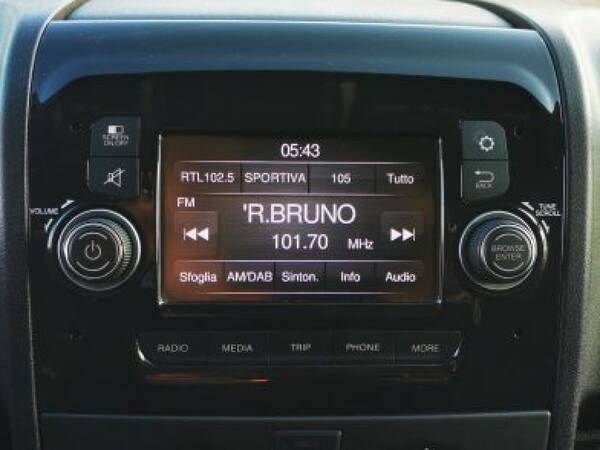 05:43
SCREEN
ON/OFF
RTL102.5 SPORTIVA 105 Tutto
BACK
FM
VOLUME
'R.BRUNO
TUNE
SCROLL
101.70 MHz
BROWSE
ENTER
Sfoglia AM/DAB Sinton. Info Audio
RADIO MEDIA TRIP PHONE MORE